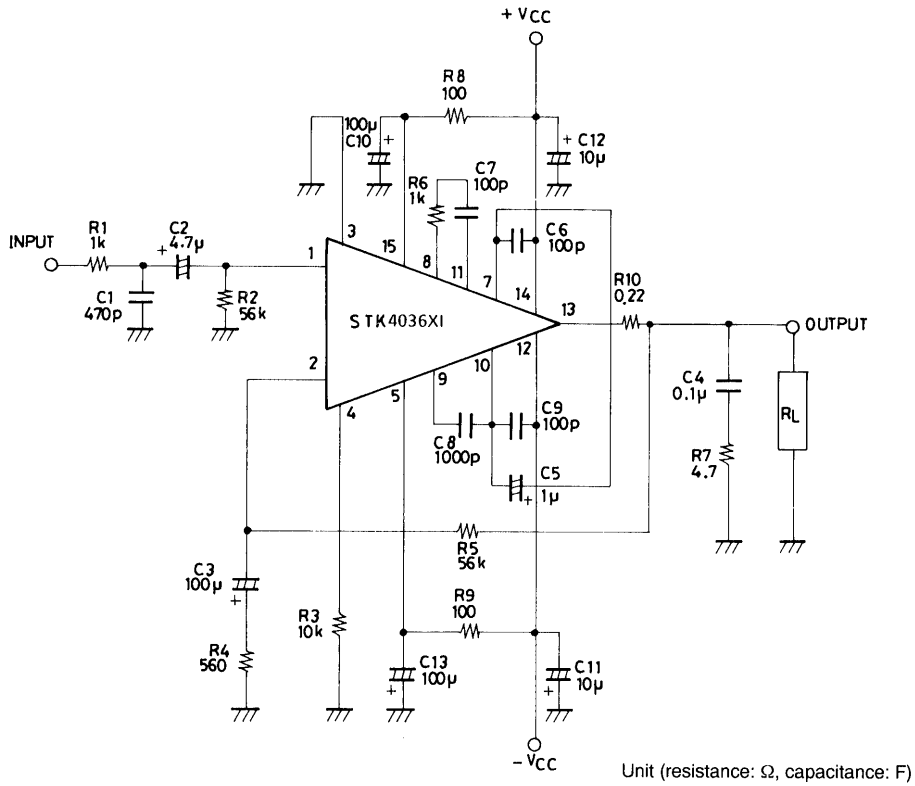 + VCC
R8
100
100µ
C10
+
+
C12
10µ
R6
1k
C7
100p
C6
100p
3
15
8
11
7
14
13
INPUT
R1
1k
C2
+ 4.7µ
1
C1
470p
R2
56k
STK4036XI
R10
0.22
OUTPUT
2
4
5
9
10
12
C8
1000p
C9
100p
C5
+ 1µ
C4
0.1µ
R7
4.7
RL
R5
56k
C3
100µ
+
R4
560
R3
10k
R9
100
C13
100µ
+
C11
10µ
+
- VCC
Unit (resistance: Ω, capacitance: F)